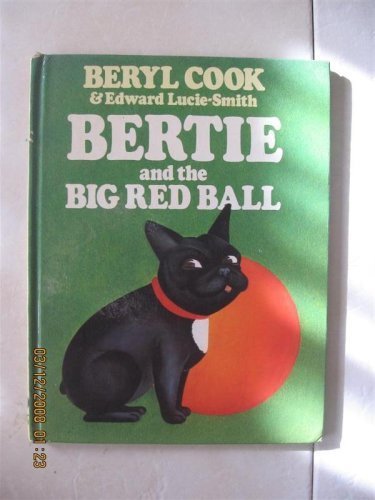 BERYL COOK
& Edward Lucie-Smith
BERTIE
and the
BIG RED BALL
03/12/2008 01:23